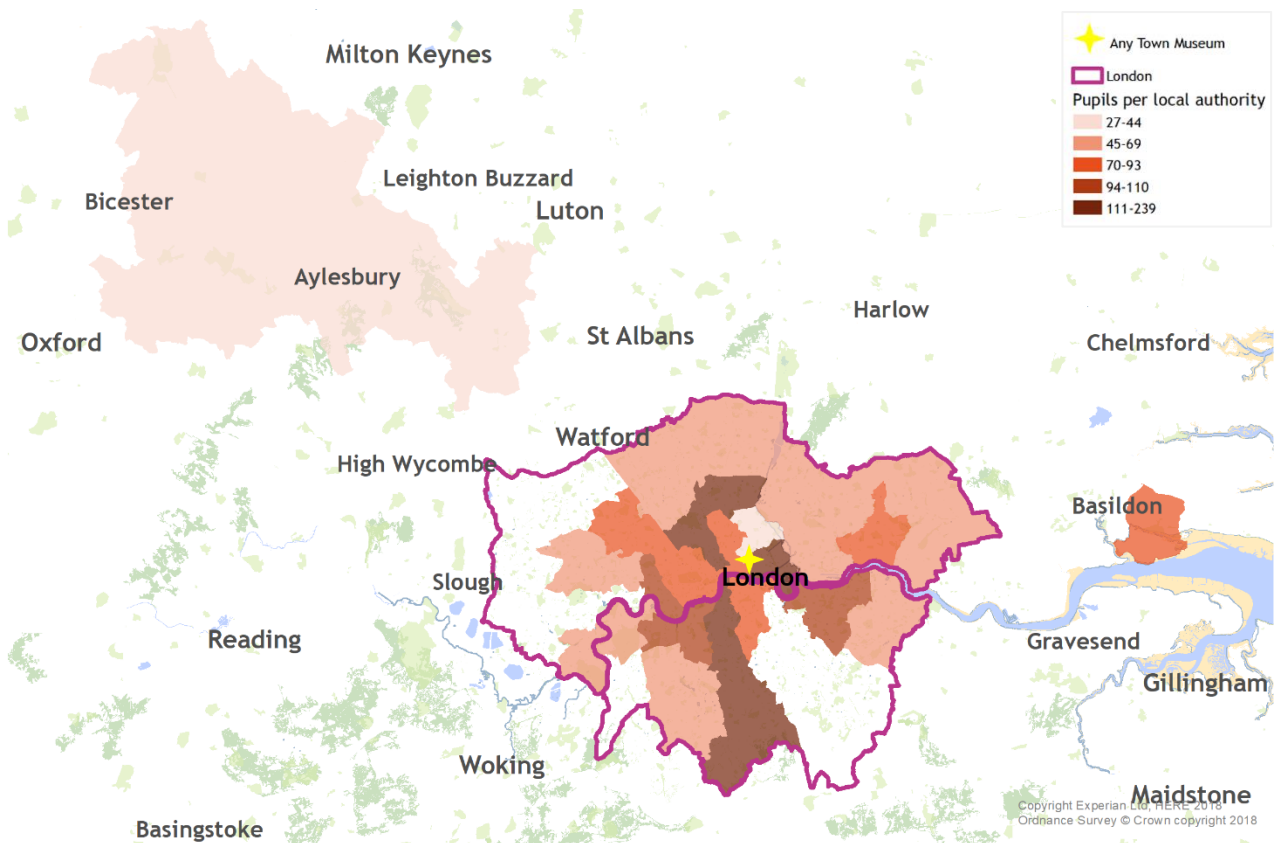 Any Town Museum
London
Pupils per local authority
27-44
45-69
70-93
94-110
111-239
Milton Keynes
Leighton Buzzard
Bicester
Luton
Aylesbury
Harlow
Oxford
St Albans
Chelmsford
Watford
High Wycombe
Basildon
Slough
London
Reading
Gravesend
Gillingham
Woking
Maidstone
Basingstoke
Copyright Experian Ltd, HERE 2018
Ordnance Survey © Crown copyright 2018